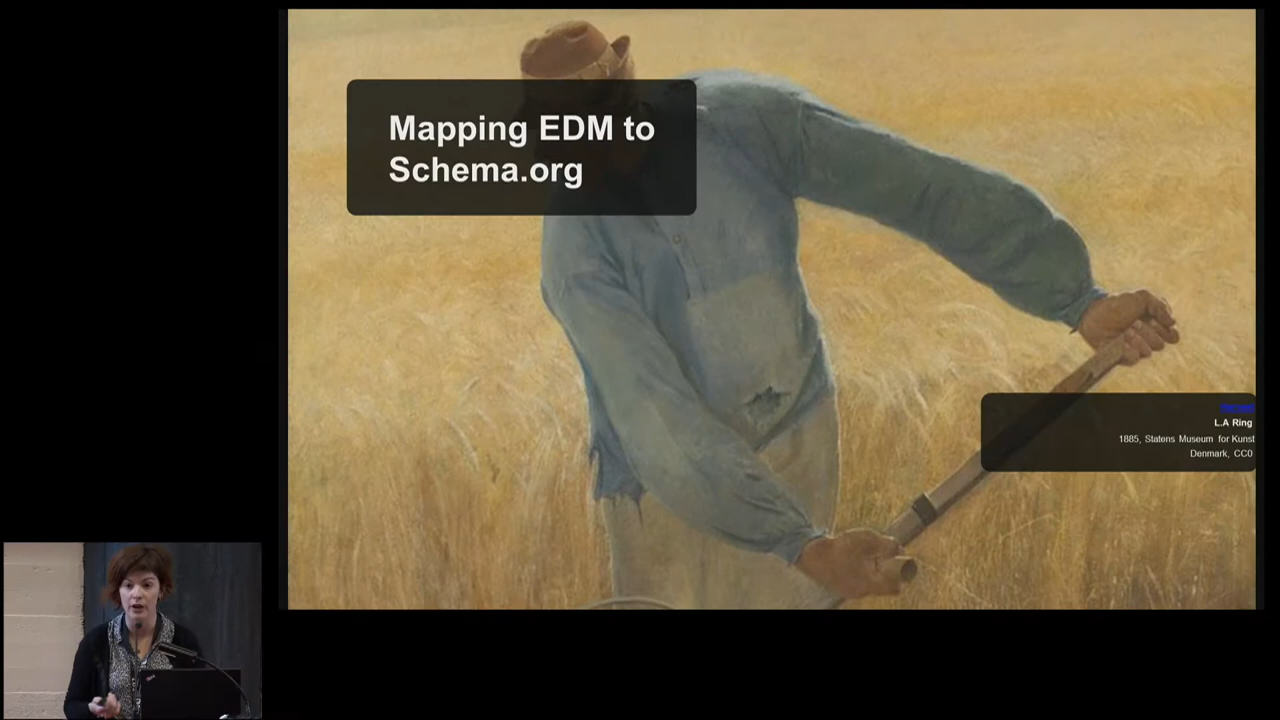 Mapping EDM to
Schema.org
L.A Ring
1885, Statens Museum for Kunst
Denmark, CC0